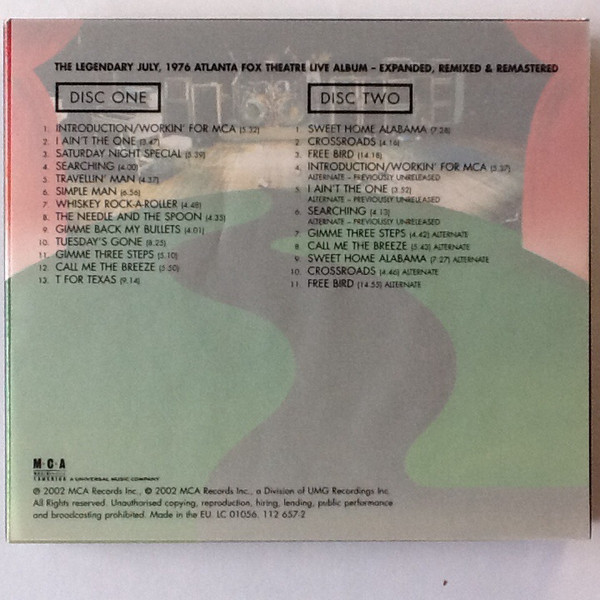 THE LEGENDARY JULY, 1976 ATLANTA FOX THEATRE LIVE ALBUM – EXPANDED, REMIXED & REMASTERED
DISC ONE
1. INTRODUCTION/WORKIN' FOR MCA (5.32)
2. I AIN'T THE ONE (3.47)
3. SATURDAY NIGHT SPECIAL (5.39)
4. SEARCHING (4.00)
5. TRAVELLIN' MAN (4.37)
6. SIMPLE MAN (6.56)
7. WHISKEY ROCK-A-ROLLER (4.48)
8. THE NEEDLE AND THE SPOON (4.35)
9. GIMME BACK MY BULLETS (4.01)
10. TUESDAY'S GONE (8.25)
11. GIMME THREE STEPS (5.10)
12. CALL ME THE BREEZE (5.50)
13. T FOR TEXAS (9.14)
DISC TWO
1. SWEET HOME ALABAMA (7.28)
2. CROSSROADS (4.16)
3. FREE BIRD (14.18)
4. INTRODUCTION/WORKIN' FOR MCA (5.37)
ALTERNATE – PREVIOUSLY UNRELEASED
5. I AIN'T THE ONE (3.52)
ALTERNATE – PREVIOUSLY UNRELEASED
6. SEARCHING (4.13)
ALTERNATE – PREVIOUSLY UNRELEASED
7. GIMME THREE STEPS (4.42) ALTERNATE
8. CALL ME THE BREEZE (5.43) ALTERNATE
9. SWEET HOME ALABAMA (7:27) ALTERNATE
10. CROSSROADS (4:46) ALTERNATE
11. FREE BIRD (14.55) ALTERNATE
M·C·A
A UNIVERSAL MUSIC COMPANY
℗ 2002 MCA Records Inc., © 2002 MCA Records Inc., a Division of UMG Recordings Inc.
All Rights reserved. Unauthorised copying, reproduction, hiring, lending, public performance
and broadcasting prohibited. Made in the EU. LC 01056. 112 657-2